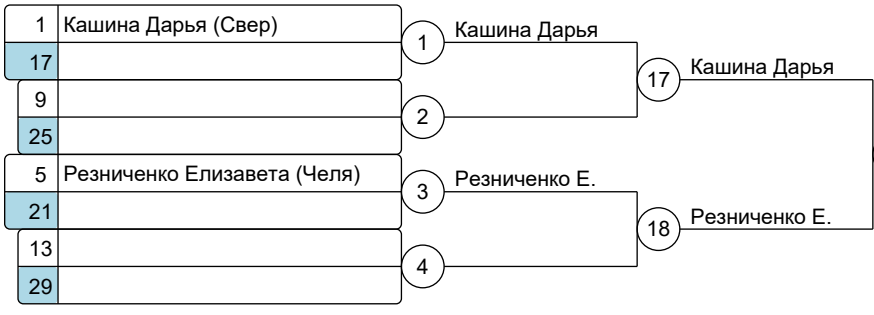 1 Кашина Дарья (Свер)
17
1 Кашина Дарья
17 Кашина Дарья
9
25
2
5 Резниченко Елизавета (Челя)
21
3 Резниченко Е.
18 Резниченко Е.
13
29
4